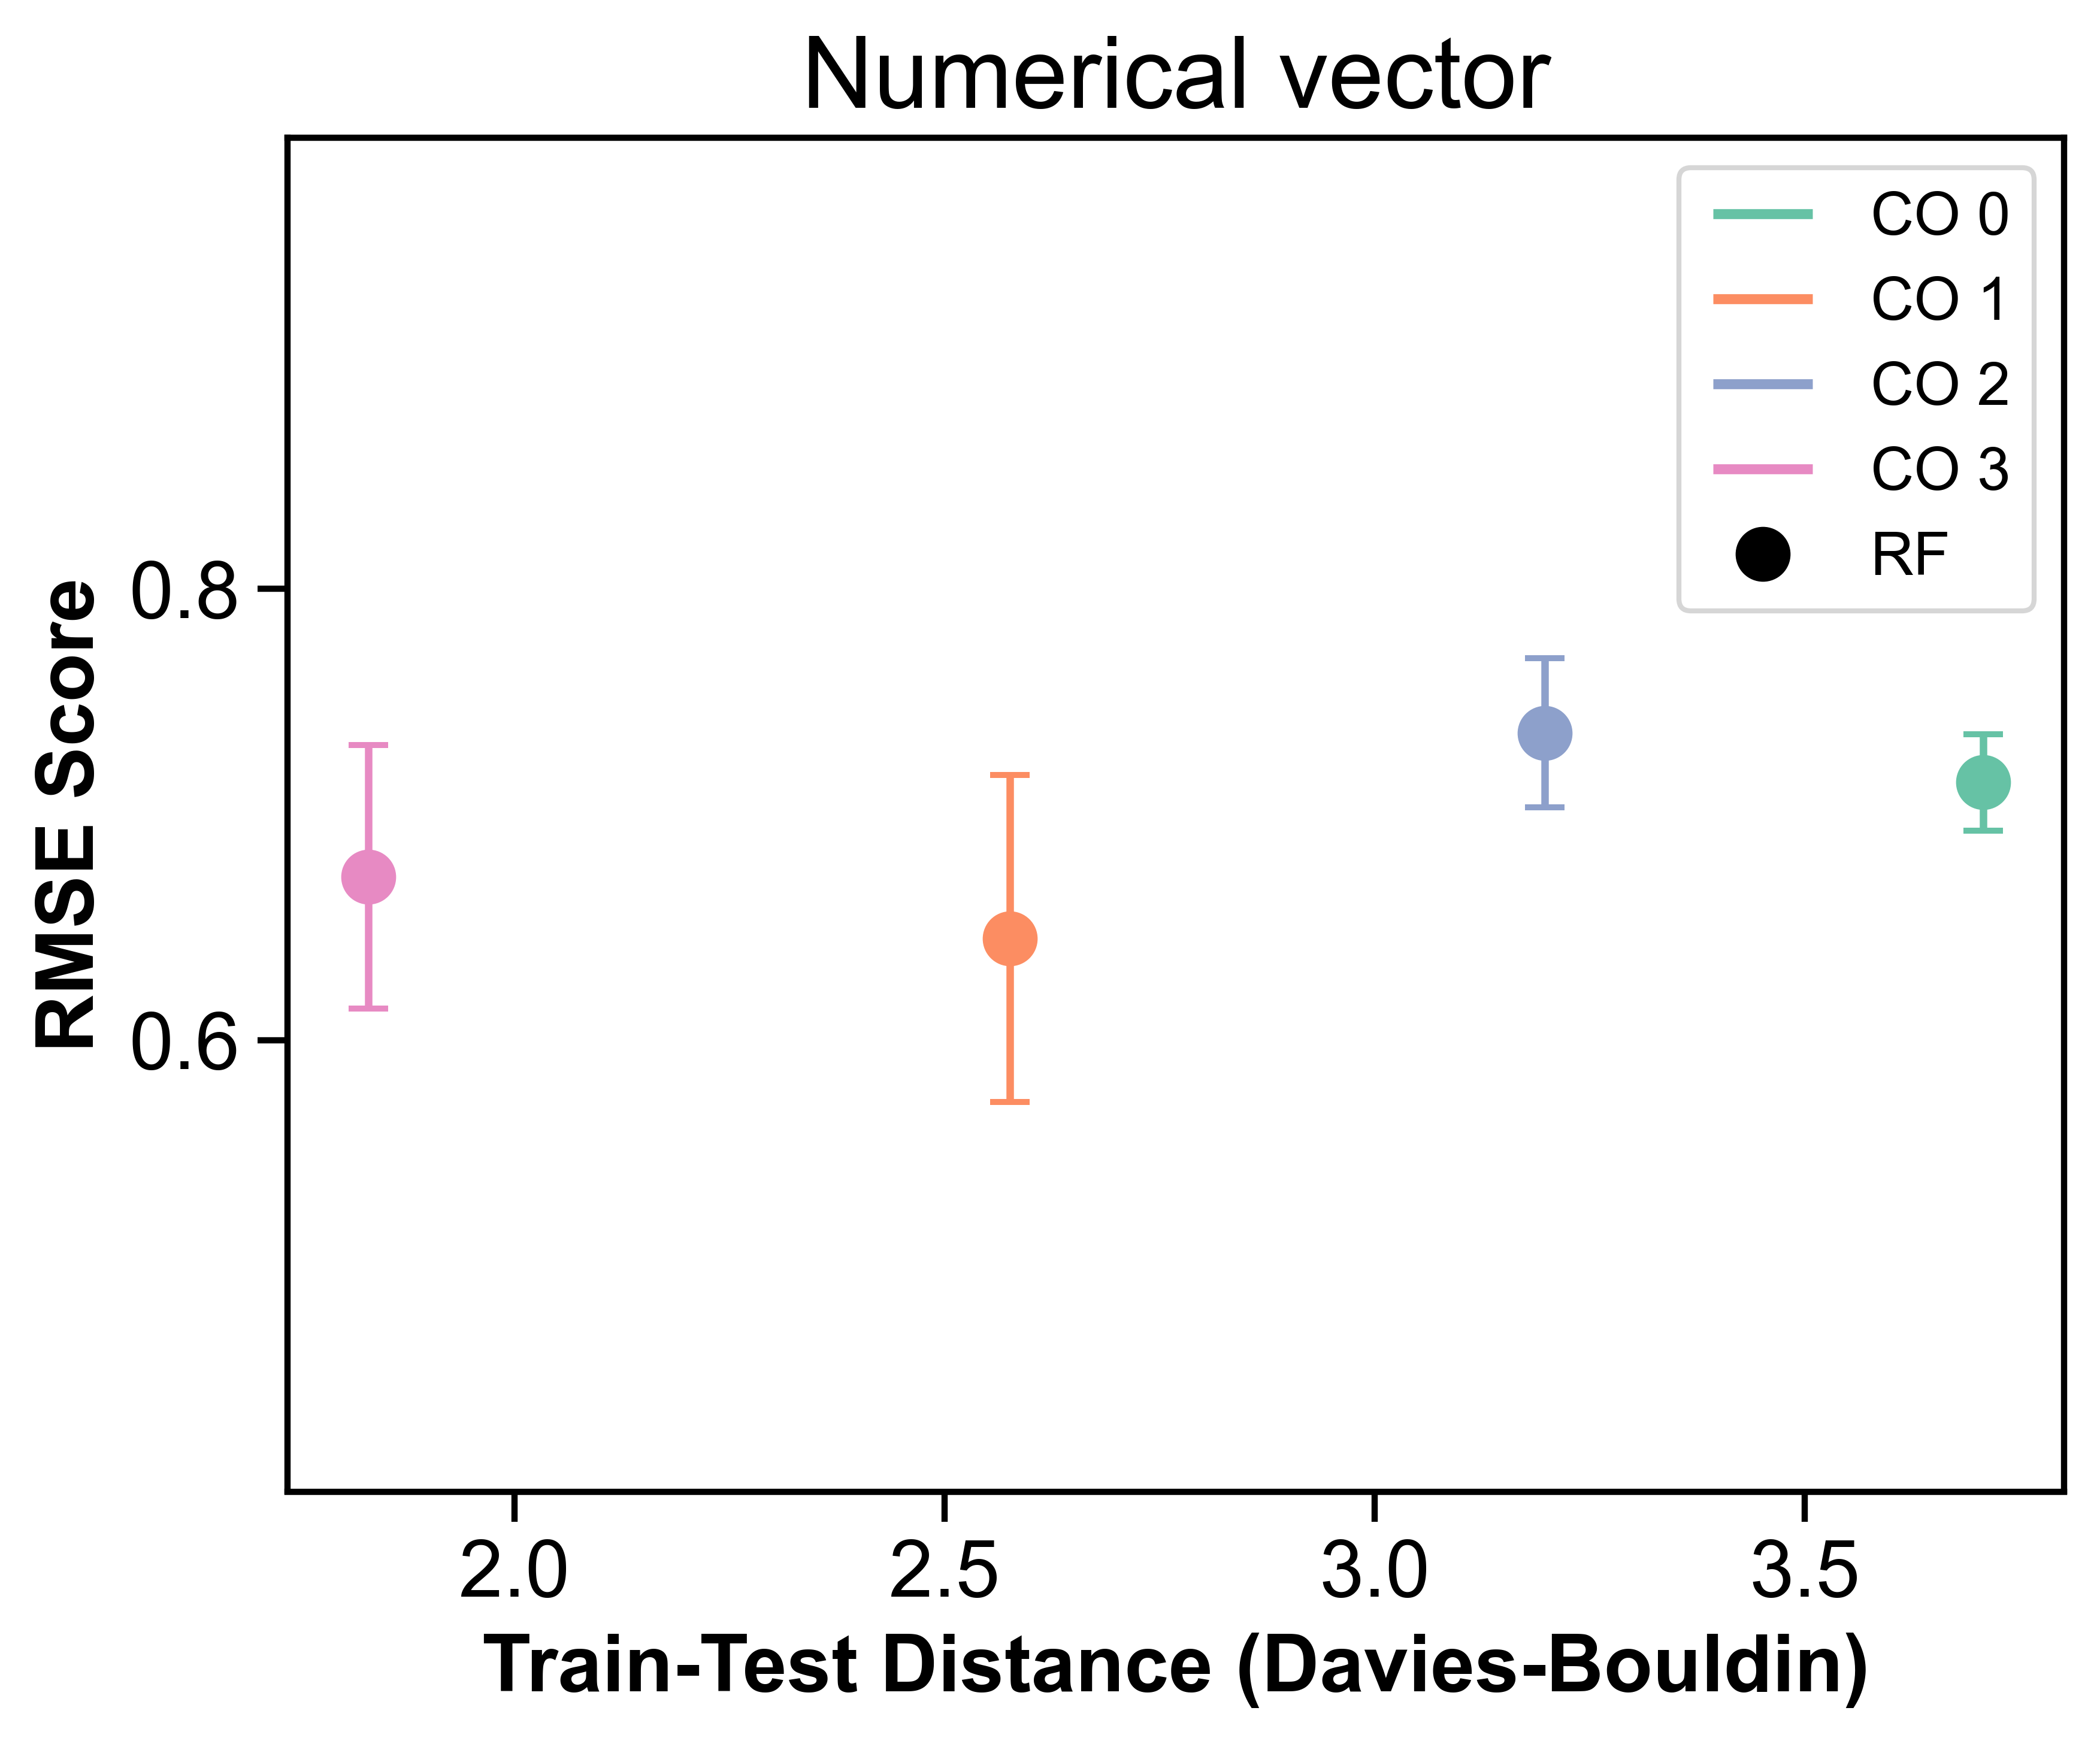 Numerical vector
CO 0
CO 1
CO 2
CO 3
RF
RMSE Score
0.8
0.6
2.0
2.5
3.0
3.5
Train-Test Distance (Davies-Bouldin)